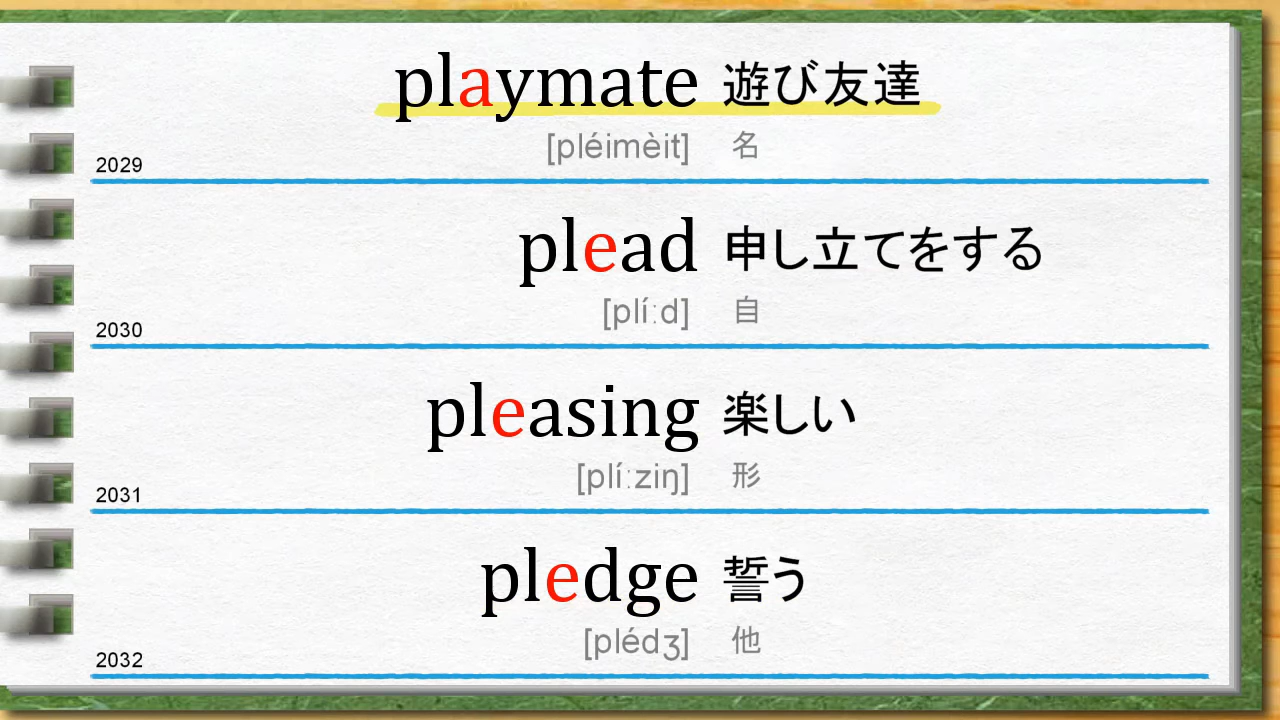 playmate 遊び友達
[pléimèit] 名
2029
plead 申し立てをする
[plíːd] 自
2030
pleasing 楽しい
[plíːziŋ] 形
2031
pledge 誓う
[plédʒ] 他
2032